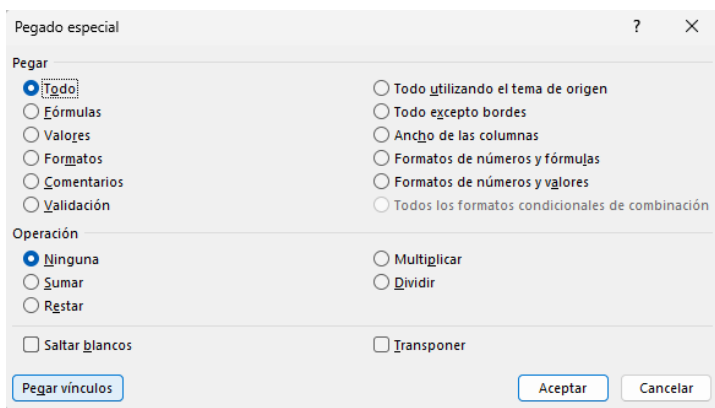 Pegado especial ? ×
Pegar
Todo
Fórmulas
Valores
Formatos
Comentarios
Validación
Todo utilizando el tema de origen
Todo excepto bordes
Ancho de las columnas
Formatos de números y fórmulas
Formatos de números y valores
Todos los formatos condicionales de combinación
Operación
Ninguna
Sumar
Restar
Multiplicar
Dividir
Saltar blancos
Transponer
Pegar vínculos
Aceptar
Cancelar